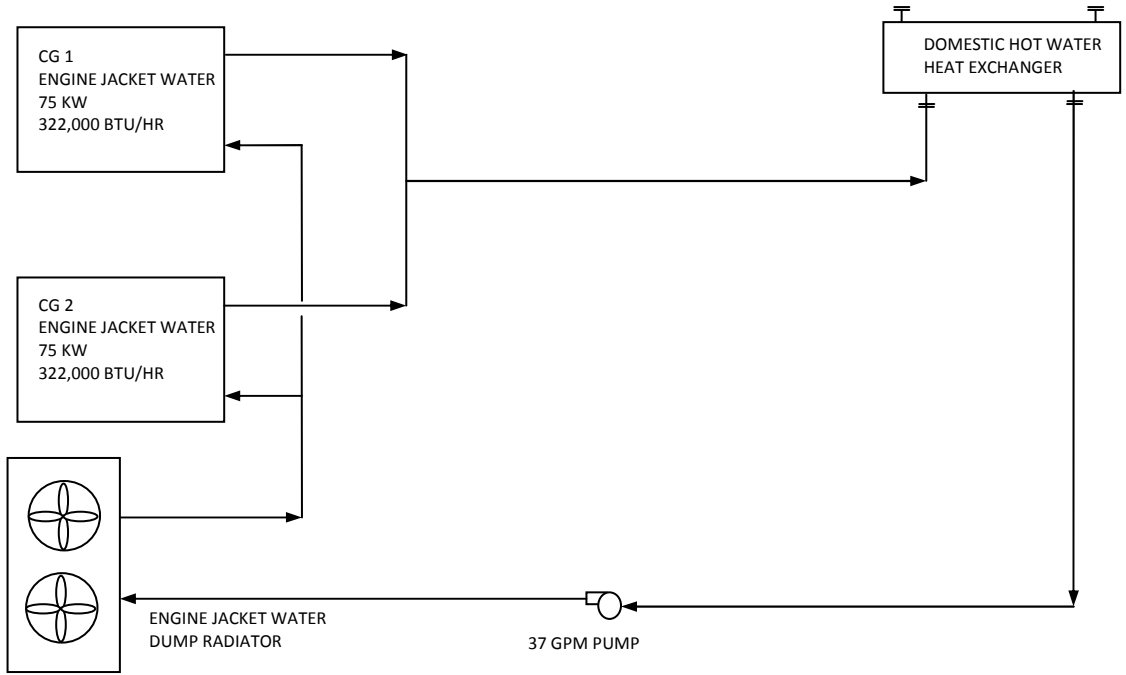 CG 1
ENGINE JACKET WATER
75 KW
322,000 BTU/HR
DOMESTIC HOT WATER
HEAT EXCHANGER
CG 2
ENGINE JACKET WATER
75 KW
322,000 BTU/HR
ENGINE JACKET WATER
DUMP RADIATOR
37 GPM PUMP